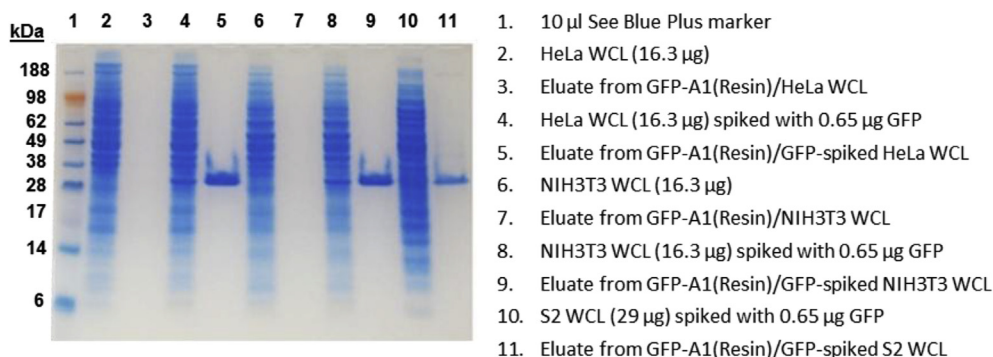 1 2 3 4 5 6 7 8 9 10 11
kDa
188
98
62
49
38
28
17
14
6
1. 10 µl See Blue Plus marker
2. HeLa WCL (16.3 µg)
3. Eluate from GFP-A1(Resin)/HeLa WCL
4. HeLa WCL (16.3 µg) spiked with 0.65 µg GFP
5. Eluate from GFP-A1(Resin)/GFP-spiked HeLa WCL
6. NIH3T3 WCL (16.3 µg)
7. Eluate from GFP-A1(Resin)/NIH3T3 WCL
8. NIH3T3 WCL (16.3 µg) spiked with 0.65 µg GFP
9. Eluate from GFP-A1(Resin)/GFP-spiked NIH3T3 WCL
10. S2 WCL (29 µg) spiked with 0.65 µg GFP
11. Eluate from GFP-A1(Resin)/GFP-spiked S2 WCL